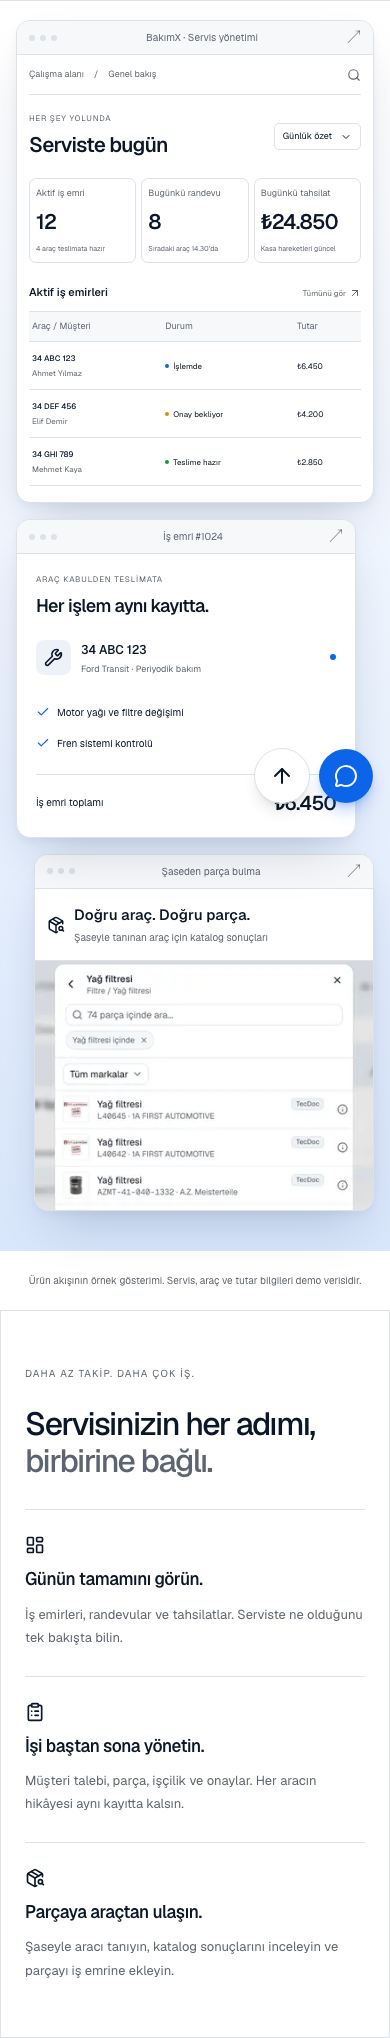 BakımX · Servis yönetimi
Çalışma alanı / Genel bakış
HER ŞEY YOLUNDA
Serviste bugün
Günlük özet
Aktif iş emri
12
4 araç teslimata hazır
Bugünkü randevu
8
Sıradaki araç 14.30'da
Bugünkü tahsilat
₺24.850
Kasa hareketleri güncel
Aktif iş emirleri
Tümünü gör
Araç / Müşteri Durum Tutar
34 ABC 123
Ahmet Yılmaz
İşlemde
₺6.450
34 DEF 456
Elif Demir
Onay bekliyor
₺4.200
34 GHI 789
Mehmet Kaya
Teslime hazır
₺2.850
İş emri #1024
ARAÇ KABULDEN TESLİMATA
Her işlem aynı kayıtta.
34 ABC 123
Ford Transit · Periyodik bakım
Motor yağı ve filtre değişimi
Fren sistemi kontrolü
İş emri toplamı
₺6.450
Şaseden parça bulma
Doğru araç. Doğru parça.
Şaseyle tanınan araç için katalog sonuçları
Yağ filtresi
Filtre / Yağ filtresi
74 parça içinde ara...
Yağ filtresi içinde
Tüm markalar
Yağ filtresi
L40645 · 1A FIRST AUTOMOTIVE
TecDoc
Yağ filtresi
L40642 · 1A FIRST AUTOMOTIVE
TecDoc
Yağ filtresi
AZMT-41-040-1332 · A.Z. Meisterteile
TecDoc
Ürün akışının örnek gösterimi. Servis, araç ve tutar bilgileri demo verisidir.
DAHA AZ TAKİP. DAHA ÇOK İŞ.
Servisinizin her adımı,
birbirine bağlı.
Günün tamamını görün.
İş emirleri, randevular ve tahsilatlar. Serviste ne olduğunu
tek bakışta bilin.
İşi baştan sona yönetin.
Müşteri talebi, parça, işçilik ve onaylar. Her aracın
hikâyesi aynı kayıtta kalsın.
Parçaya araçtan ulaşın.
Şaseyle aracı tanıyın, katalog sonuçlarını inceleyin ve
parçayı iş emrine ekleyin.